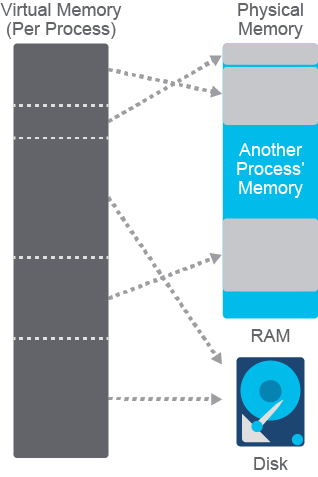 Virtual Memory
(Per Process)
Physical
Memory
Another
Process’
Memory
RAM
Disk